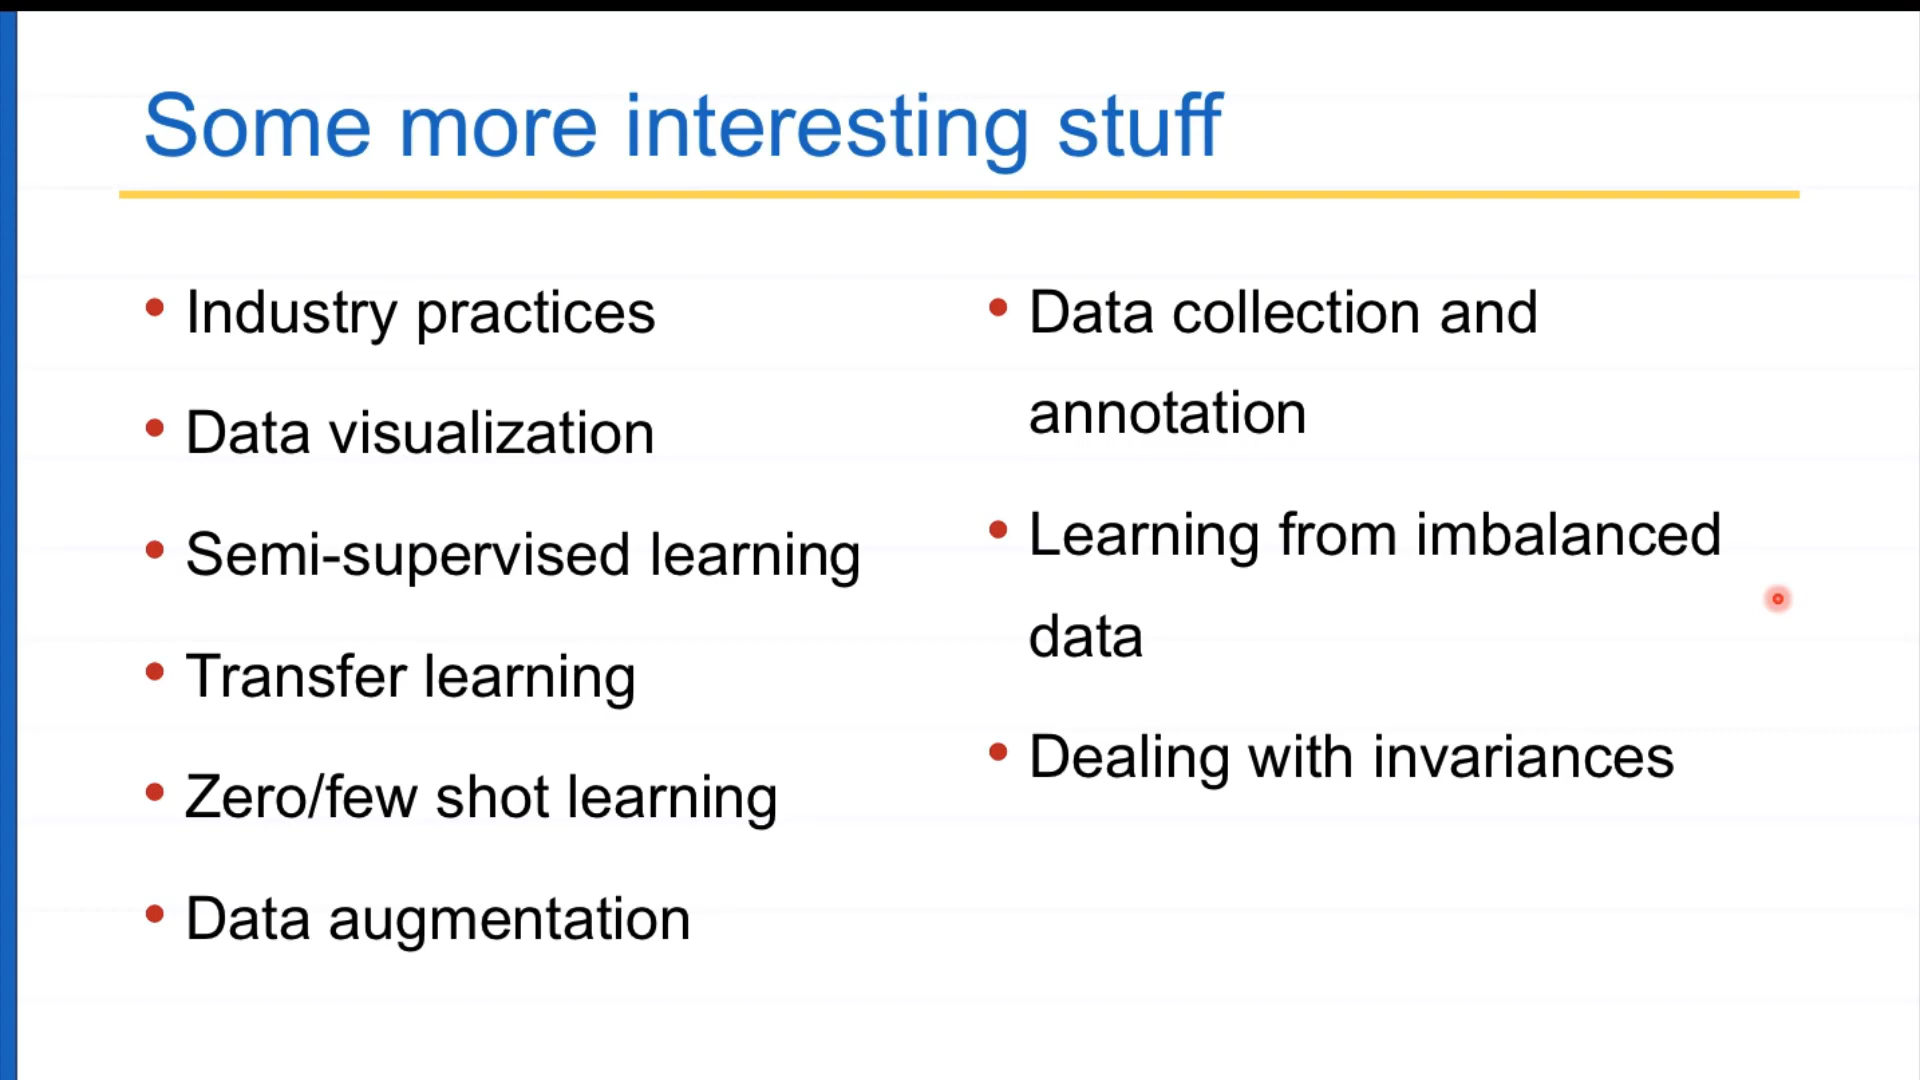 Some more interesting stuff
• Industry practices
• Data visualization
• Semi-supervised learning
• Transfer learning
• Zero/few shot learning
• Data augmentation
• Data collection and
annotation
• Learning from imbalanced
data
• Dealing with invariances